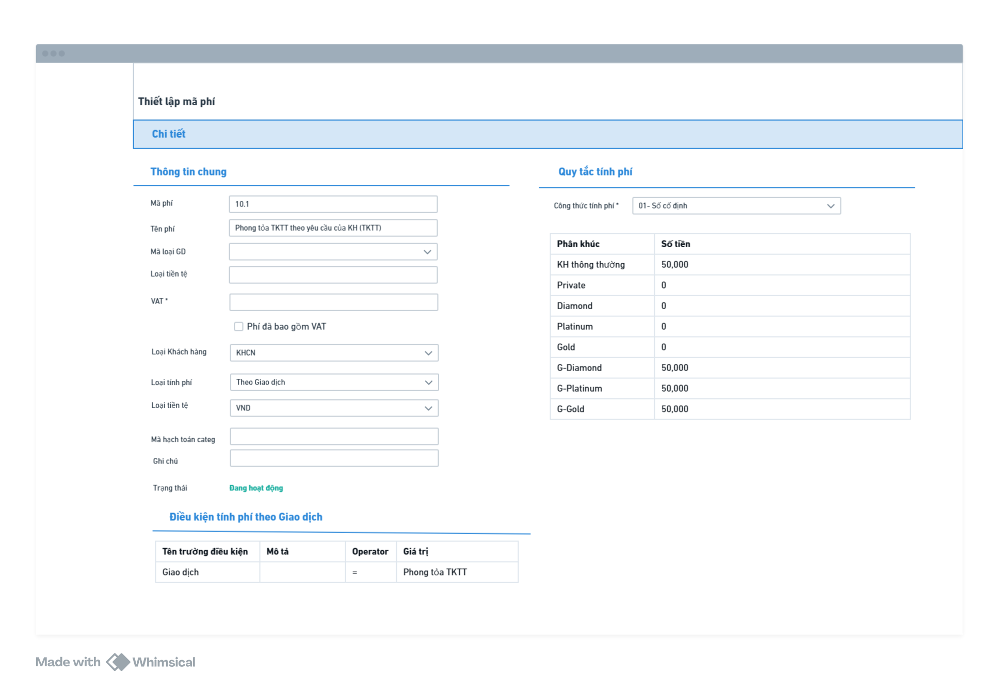 Thiết lập mã phí
Chi tiết
Thông tin chung
Mã phí
10.1
Tên phí
Phong tỏa TKTT theo yêu cầu của KH (TKTT)
Mã loại GD
Loại tiền tệ
VAT *
Phí đã bao gồm VAT
Loại Khách hàng
KHCN
Loại tính phí
Theo Giao dịch
Loại tiền tệ
VND
Mã hạch toán categ
Ghi chú
Trạng thái
Đang hoạt động
Điều kiện tính phí theo Giao dịch
Tên trường điều kiện Mô tả Operator Giá trị
Giao dịch = Phong tỏa TKTT
Quy tắc tính phí
Công thức tính phí *
01- Số cố định
Phân khúc Số tiền
KH thông thường 50,000
Private 0
Diamond 0
Platinum 0
Gold 0
G-Diamond 50,000
G-Platinum 50,000
G-Gold 50,000
Made with Whimsical